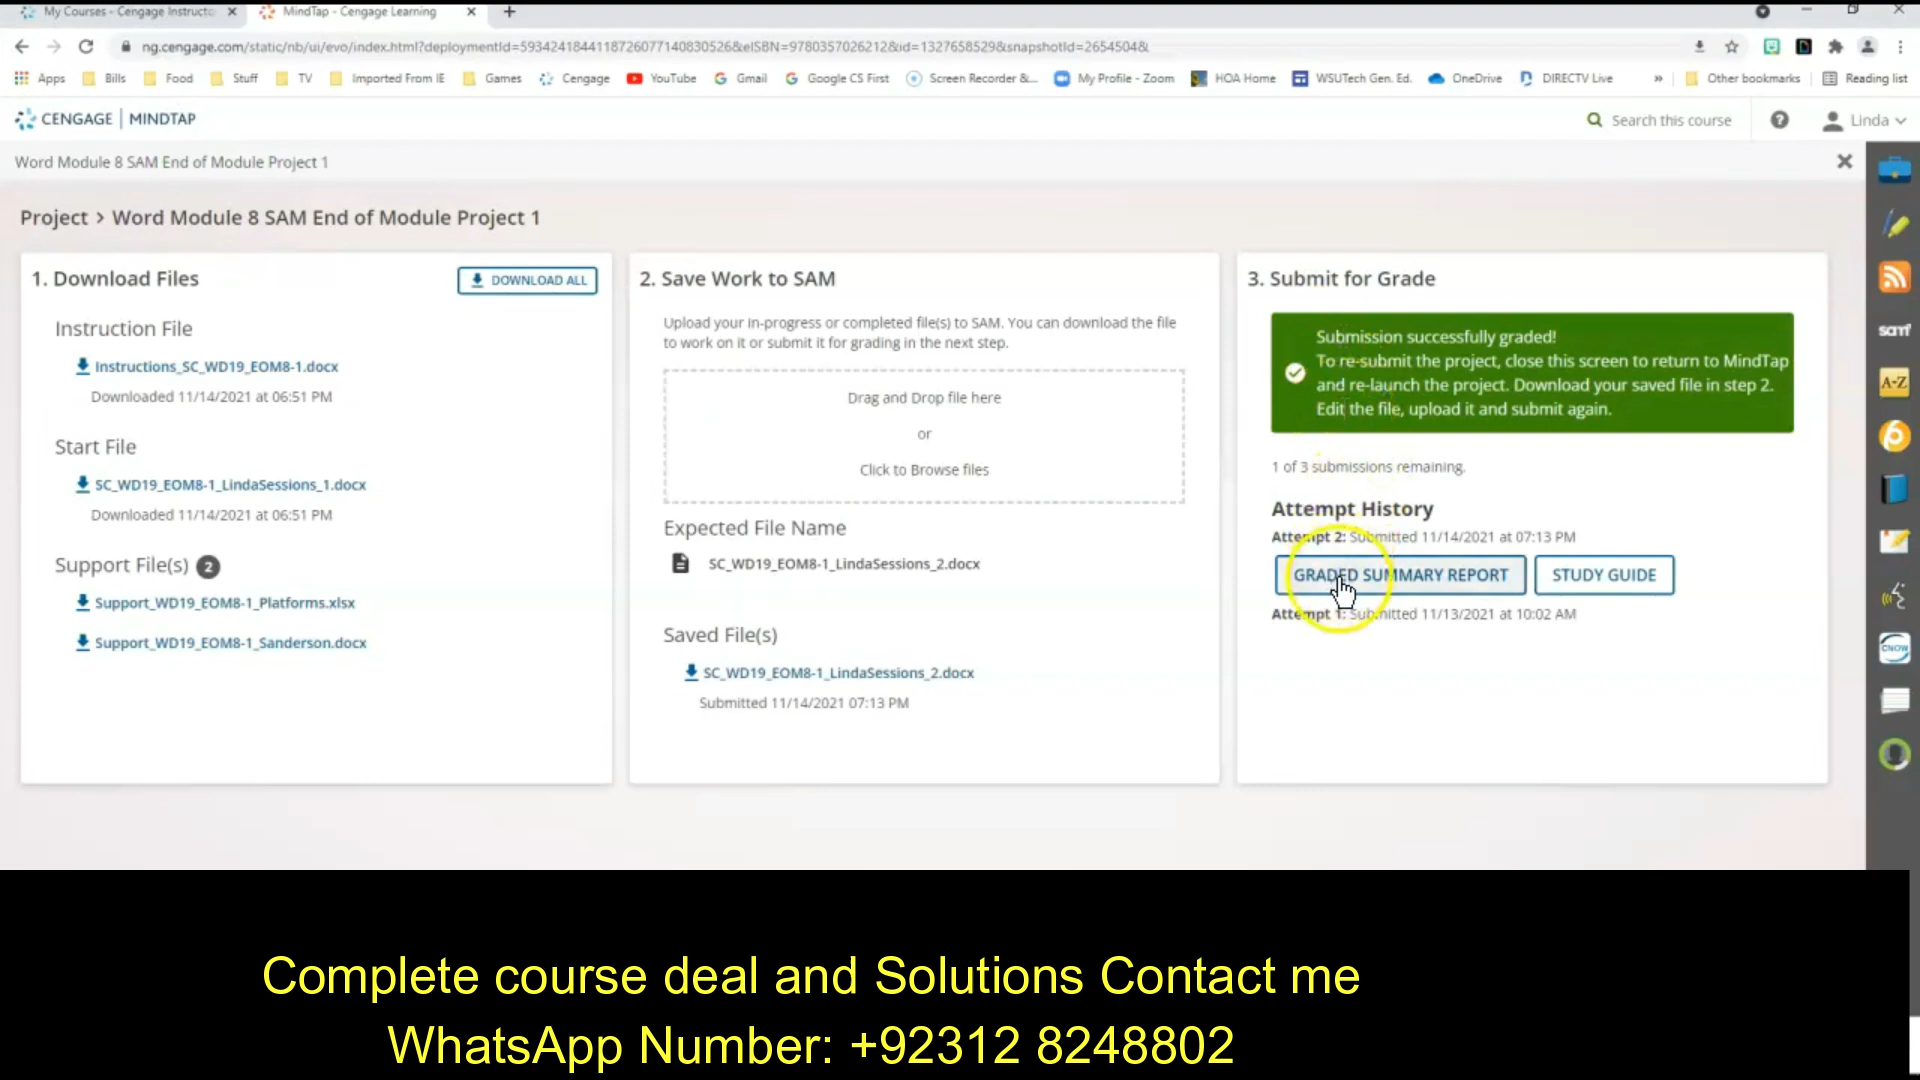 My Courses - Cengage Instructo
MindTap - Cengage Learning
ng.cengage.com/static/nb/ui/evo/index.html?deploymentId=5934241844118726077140830526&eISBN=9780357026212&id=1327658529&snapshotId=2654504&
Apps
Bills
Food
Stuff
TV
Imported From IE
Games
Cengage
YouTube
Gmail
Google CS First
Screen Recorder &...
My Profile - Zoom
HOA Home
WSUTech Gen. Ed.
OneDrive
DIRECTV Live
»
Other bookmarks
Reading list
CENGAGE | MINDTAP
Search this course
Linda
Word Module 8 SAM End of Module Project 1
Project > Word Module 8 SAM End of Module Project 1
1. Download Files
DOWNLOAD ALL
Instruction File
Instructions_SC_WD19_EOM8-1.docx
Downloaded 11/14/2021 at 06:51 PM
Start File
SC_WD19_EOM8-1_LindaSessions_1.docx
Downloaded 11/14/2021 at 06:51 PM
Support File(s) 2
Support_WD19_EOM8-1_Platforms.xlsx
Support_WD19_EOM8-1_Sanderson.docx
2. Save Work to SAM
Upload your in-progress or completed file(s) to SAM. You can download the file
to work on it or submit it for grading in the next step.
Drag and Drop file here
or
Click to Browse files
Expected File Name
SC_WD19_EOM8-1_LindaSessions_2.docx
Saved File(s)
SC_WD19_EOM8-1_LindaSessions_2.docx
Submitted 11/14/2021 07:13 PM
3. Submit for Grade
Submission successfully graded!
To re-submit the project, close this screen to return to MindTap
and re-launch the project. Download your saved file in step 2.
Edit the file, upload it and submit again.
1 of 3 submissions remaining.
Attempt History
Attempt 2: Submitted 11/14/2021 at 07:13 PM
GRADED SUMMARY REPORT
STUDY GUIDE
Attempt 1: Submitted 11/13/2021 at 10:02 AM
sam
A-Z
CNOW
Complete course deal and Solutions Contact me
WhatsApp Number: +92312 8248802